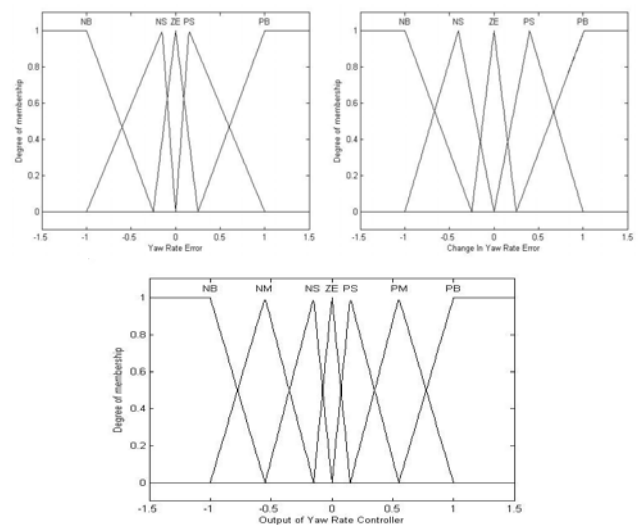 NB NS ZE PS PB
1
0.8
0.6
0.4
0.2
0
Degree of membership
-1.5 -1 -0.5 0 0.5 1 1.5
Yaw Rate Error
NB NS ZE PS PB
1
0.8
0.6
0.4
0.2
0
Degree of membership
-1.5 -1 -0.5 0 0.5 1 1.5
Change In Yaw Rate Error
NB NM NS ZE PS PM PB
1
0.8
0.6
0.4
0.2
0
Degree of membership
-1.5 -1 -0.5 0 0.5 1 1.5
Output of Yaw Rate Controller